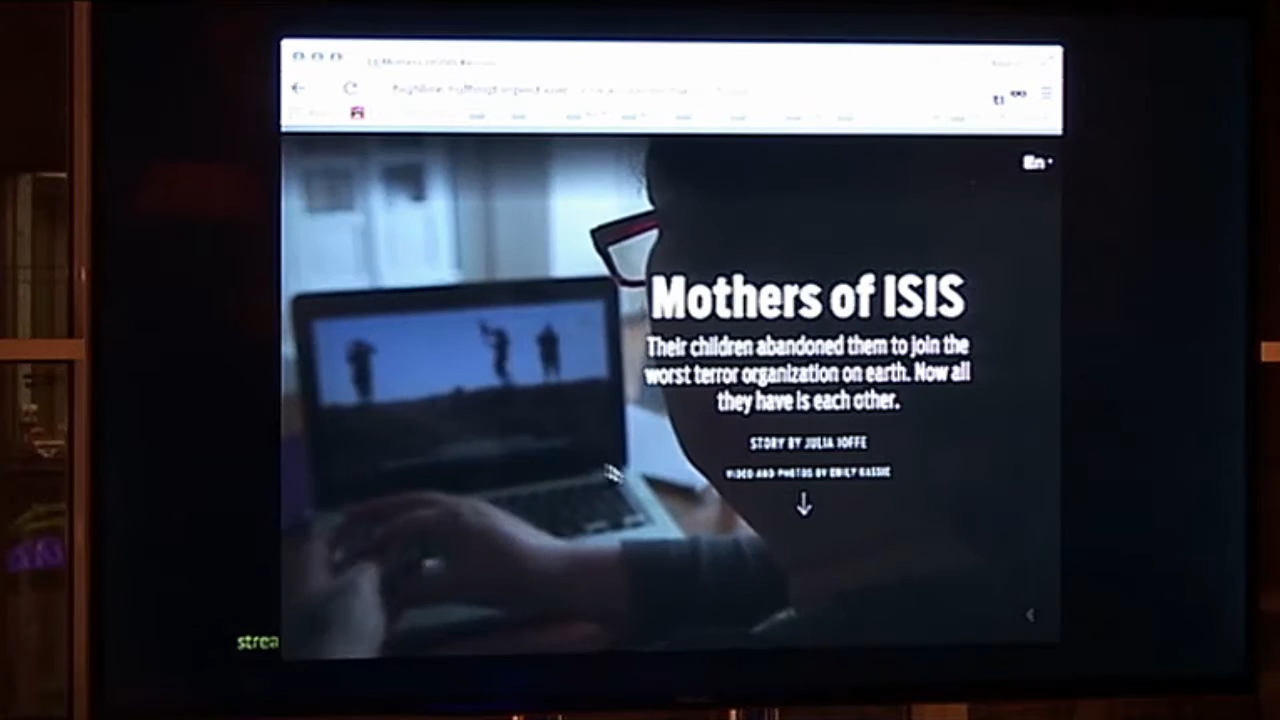 En
Mothers of ISIS
Their children abandoned them to join the
worst terror organization on earth. Now all
they have is each other.
STORY BY JULIA IOFFE
VIDEO AND PHOTOS BY EMILY KASSIE
strea